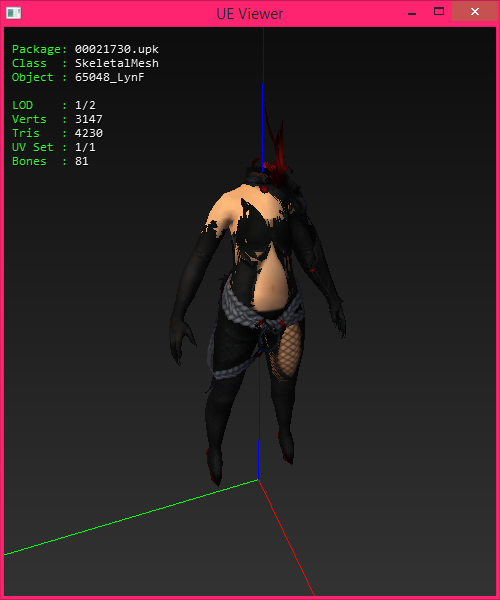 UE Viewer
Package: 00021730.upk
Class : SkeletalMesh
Object : 65048_LynF
LOD : 1/2
Verts : 3147
Tris : 4230
UV Set : 1/1
Bones : 81